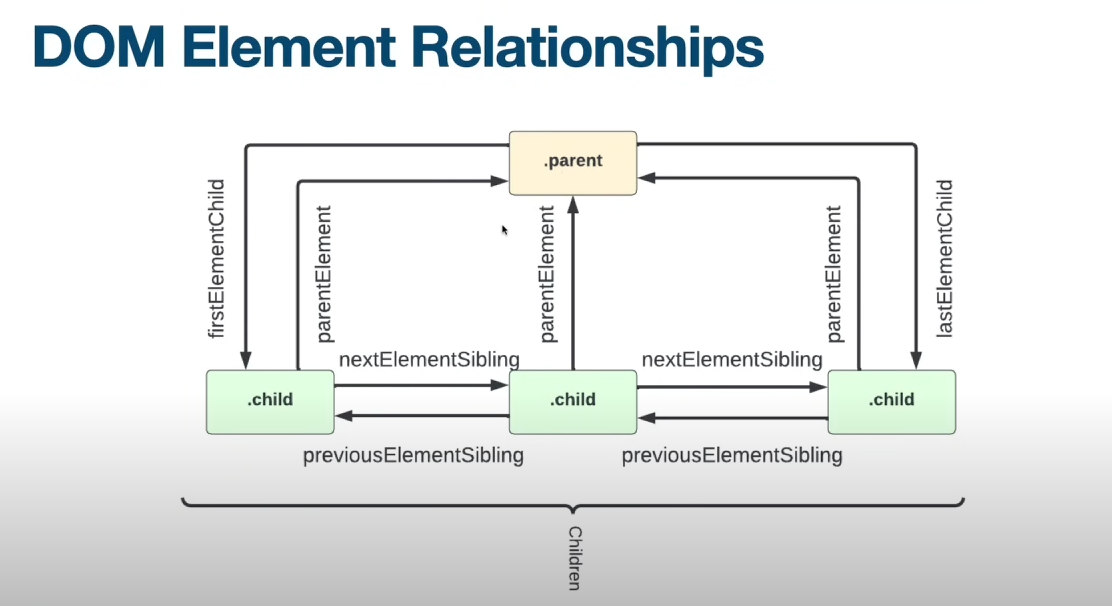 DOM Element Relationships
.parent
firstElementChild
parentElement
parentElement
parentElement
lastElementChild
nextElementSibling
nextElementSibling
.child
.child
.child
previousElementSibling
previousElementSibling
Children